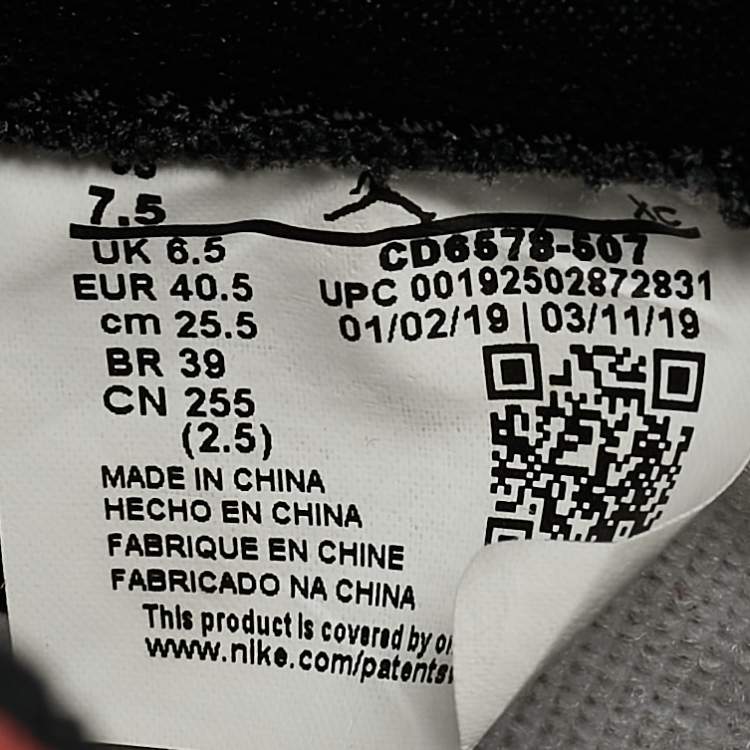 7.5
XC
UK 6.5
CD6578-507
EUR 40.5
UPC 00192502872831
cm 25.5
01/02/19 | 03/11/19
BR 39
CN 255
(2.5)
MADE IN CHINA
HECHO EN CHINA
FABRIQUE EN CHINE
FABRICADO NA CHINA
This product is covered by
www.nike.com/patents